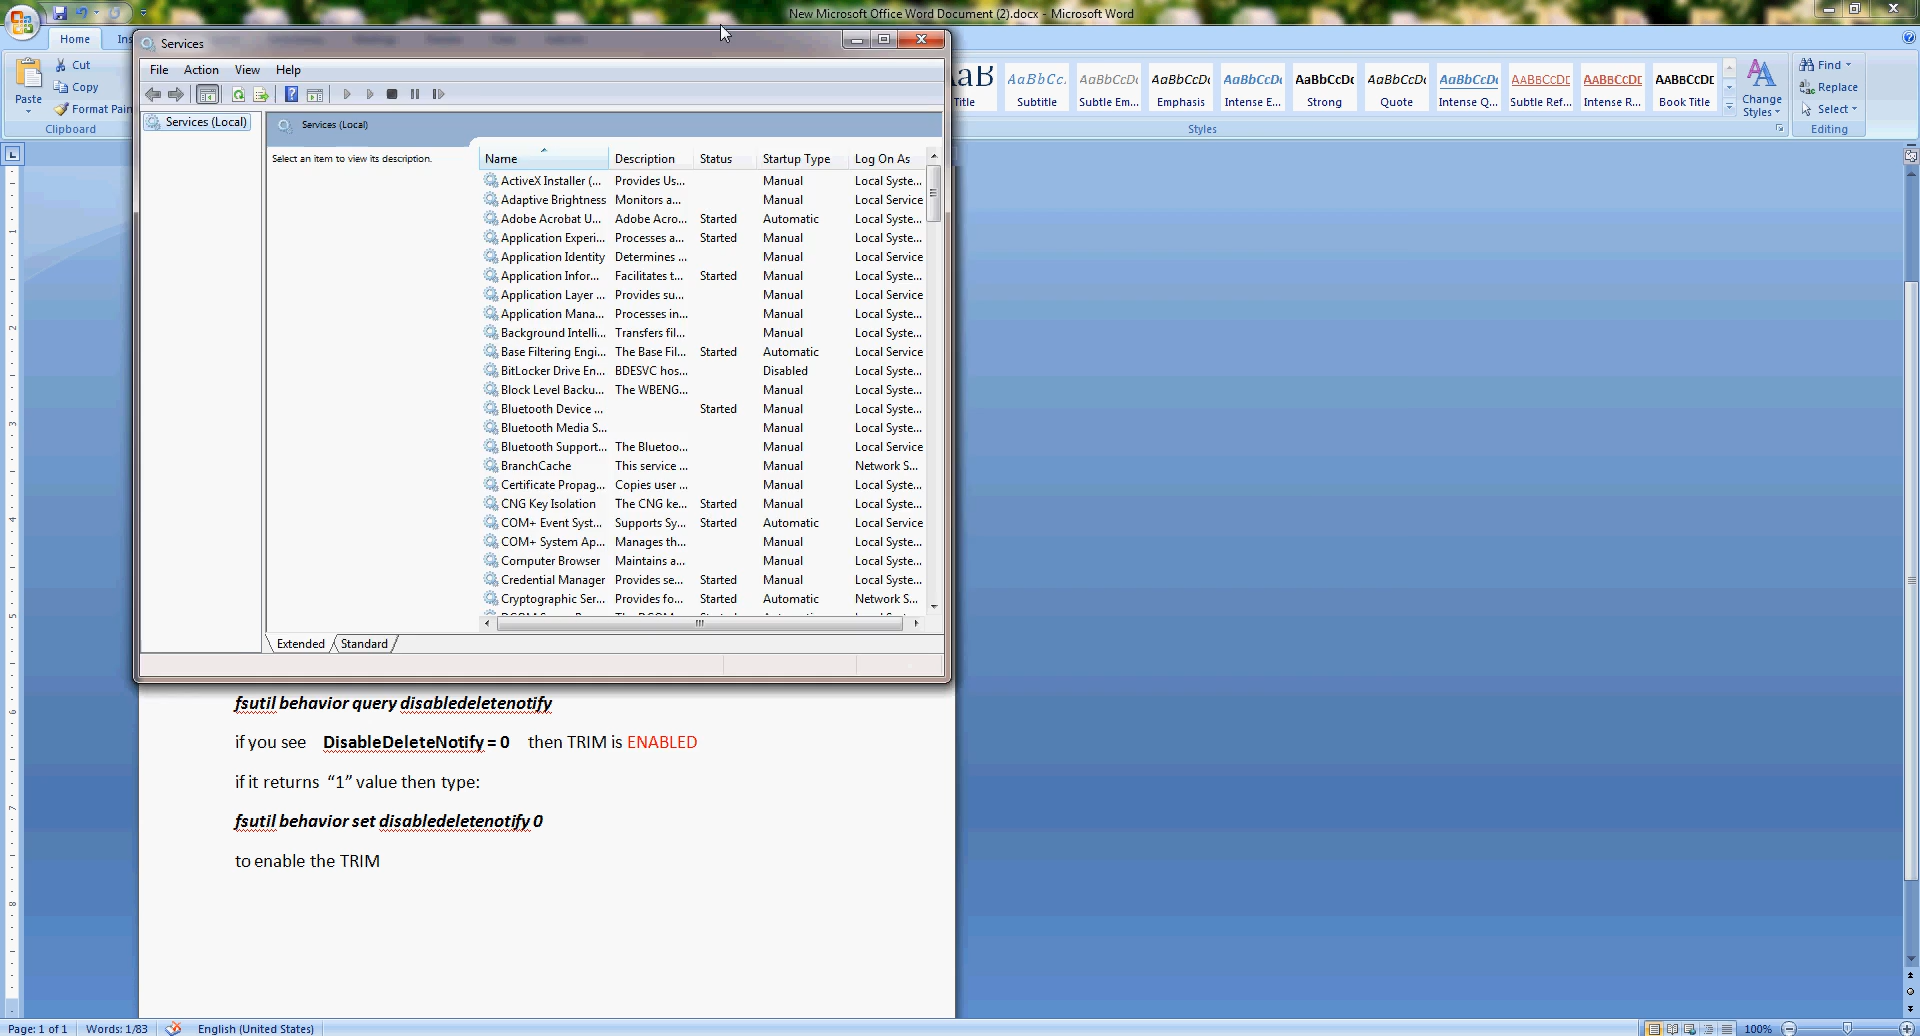 New Microsoft Office Word Document (2).docx - Microsoft Word
Home
Services
File Action View Help
Paste
Cut
Copy
Format Pain
Clipboard
Title
Subtitle
Subtle Em...
Emphasis
Intense E...
Strong
Quote
Intense Q...
Subtle Ref...
Intense R...
Book Title
Change Styles
Styles
Find
Replace
Select
Editing
Services (Local)
Services (Local)
Select an item to view its description.
Name Description Status Startup Type Log On As
ActiveX Installer (... Provides Us... Manual Local Syste...
Adaptive Brightness Monitors a... Manual Local Service
Adobe Acrobat U... Adobe Acro... Started Automatic Local Syste...
Application Experi... Processes a... Started Manual Local Syste...
Application Identity Determines ... Manual Local Service
Application Infor... Facilitates t... Started Manual Local Syste...
Application Layer ... Provides su... Manual Local Service
Application Mana... Processes in... Manual Local Syste...
Background Intelli... Transfers fil... Manual Local Syste...
Base Filtering Engi... The Base Fil... Started Automatic Local Service
BitLocker Drive En... BDESVC hos... Disabled Local Syste...
Block Level Backu... The WBENG... Manual Local Syste...
Bluetooth Device ... Started Manual Local Syste...
Bluetooth Media S... Manual Local Syste...
Bluetooth Support... The Bluetoo... Manual Local Service
BranchCache This service ... Manual Network S...
Certificate Propag... Copies user ... Manual Local Syste...
CNG Key Isolation The CNG ke... Started Manual Local Syste...
COM+ Event Syst... Supports Sy... Started Automatic Local Service
COM+ System Ap... Manages th... Manual Local Syste...
Computer Browser Maintains a... Manual Local Syste...
Credential Manager Provides se... Started Manual Local Syste...
Cryptographic Ser... Provides fo... Started Automatic Network S...
Extended Standard
fsutil behavior query disabledeletenotify
if you see DisableDeleteNotify = 0 then TRIM is ENABLED
if it returns “1” value then type:
fsutil behavior set disabledeletenotify 0
to enable the TRIM
Page: 1 of 1 Words: 1/83 English (United States) 100%